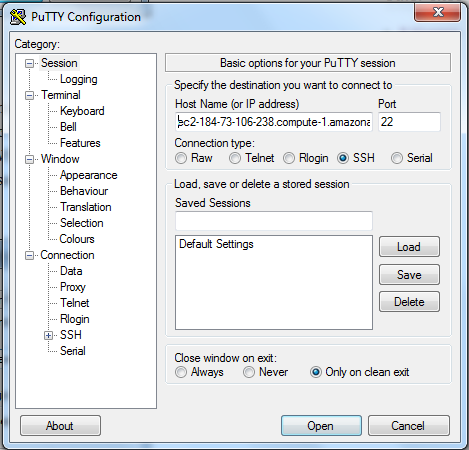 PuTTY Configuration
Category:
Session
Logging
Terminal
Keyboard
Bell
Features
Window
Appearance
Behaviour
Translation
Selection
Colours
Connection
Data
Proxy
Telnet
Rlogin
SSH
Serial
Basic options for your PuTTY session
Specify the destination you want to connect to
Host Name (or IP address) Port
ec2-184-73-106-238.compute-1.amazona 22
Connection type:
Raw Telnet Rlogin SSH Serial
Load, save or delete a stored session
Saved Sessions
Default Settings
Load
Save
Delete
Close window on exit:
Always Never Only on clean exit
About Open Cancel